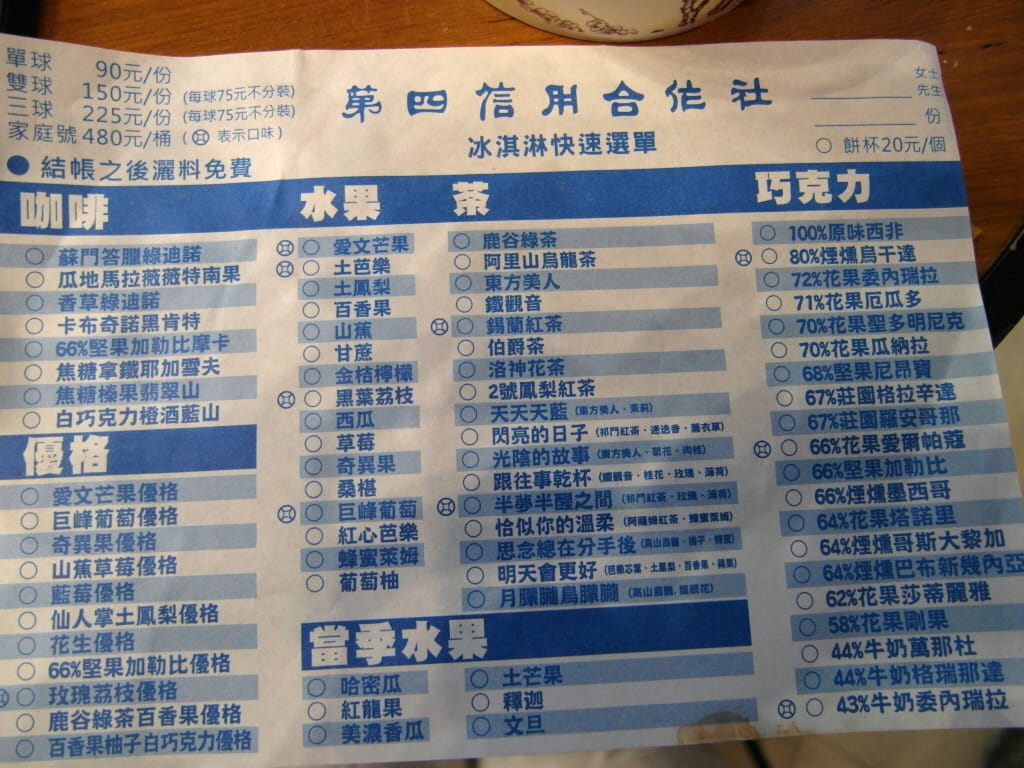 單球 90元/份
雙球 150元/份 (每球75元不分裝)
三球 225元/份 (每球75元不分裝)
家庭號 480元/桶 ( 表示口味)
● 結帳之後灑料免費
第四信用合作社
冰淇淋快速選單
女士
先生
份
○ 餅杯20元/個
咖啡
○ 蘇門答臘綠迪諾
○ 瓜地馬拉薇薇特南果
○ 香草綠迪諾
○ 卡布奇諾黑肯特
○ 66%堅果加勒比摩卡
○ 焦糖拿鐵耶加雪夫
○ 焦糖榛果翡翠山
○ 白巧克力橙酒藍山
優格
○ 愛文芒果優格
○ 巨峰葡萄優格
○ 奇異果優格
○ 山蕉草莓優格
○ 藍莓優格
○ 仙人掌土鳳梨優格
○ 花生優格
○ 66%堅果加勒比優格
○ 玫瑰荔枝優格
○ 鹿谷綠茶百香果優格
○ 百香果柚子白巧克力優格
水果
○ 愛文芒果
○ 土芭樂
○ 土鳳梨
○ 百香果
○ 山蕉
○ 甘蔗
○ 金桔檸檬
○ 黑葉荔枝
○ 西瓜
○ 草莓
○ 奇異果
○ 桑椹
○ 巨峰葡萄
○ 紅心芭樂
○ 蜂蜜萊姆
○ 葡萄柚
茶
○ 鹿谷綠茶
○ 阿里山烏龍茶
○ 東方美人
○ 鐵觀音
○ 錫蘭紅茶
○ 伯爵茶
○ 洛神花茶
○ 2號鳳梨紅茶
○ 天天天藍 (東方美人・茉莉)
○ 閃亮的日子 (祁門紅茶・迷迭香・薰衣草)
○ 光陰的故事 (東方美人・菊花・肉桂)
○ 跟往事乾杯 (鐵觀音・桂花・玫瑰・薄荷)
○ 半夢半醒之間 (祁門紅茶・玫瑰・薄荷)
○ 恰似你的溫柔 (阿薩姆紅茶・蜂蜜萊姆)
○ 思念總在分手後 (高山烏龍・蜂蜜)
○ 明天會更好 (芭樂芯葉・土鳳梨・百香果・蘋果)
○ 月朦朧鳥朦朧 (高山烏龍,龍眼花)
當季水果
○ 哈密瓜
○ 紅龍果
○ 美濃香瓜
○ 土芒果
○ 釋迦
○ 文旦
巧克力
○ 100%原味西非
○ 80%煙燻烏干達
○ 72%花果委內瑞拉
○ 71%花果厄瓜多
○ 70%花果聖多明尼克
○ 70%花果瓜納拉
○ 68%堅果尼昂寶
○ 67%莊園格拉辛達
○ 67%莊園羅安哥那
○ 66%花果愛爾帕蔻
○ 66%堅果加勒比
○ 66%煙燻墨西哥
○ 64%花果塔諾里
○ 64%煙燻哥斯大黎加
○ 64%煙燻巴布新幾內亞
○ 62%花果莎蒂麗雅
○ 58%花果剛果
○ 44%牛奶萬那杜
○ 44%牛奶格瑞那達
○ 43%牛奶委內瑞拉